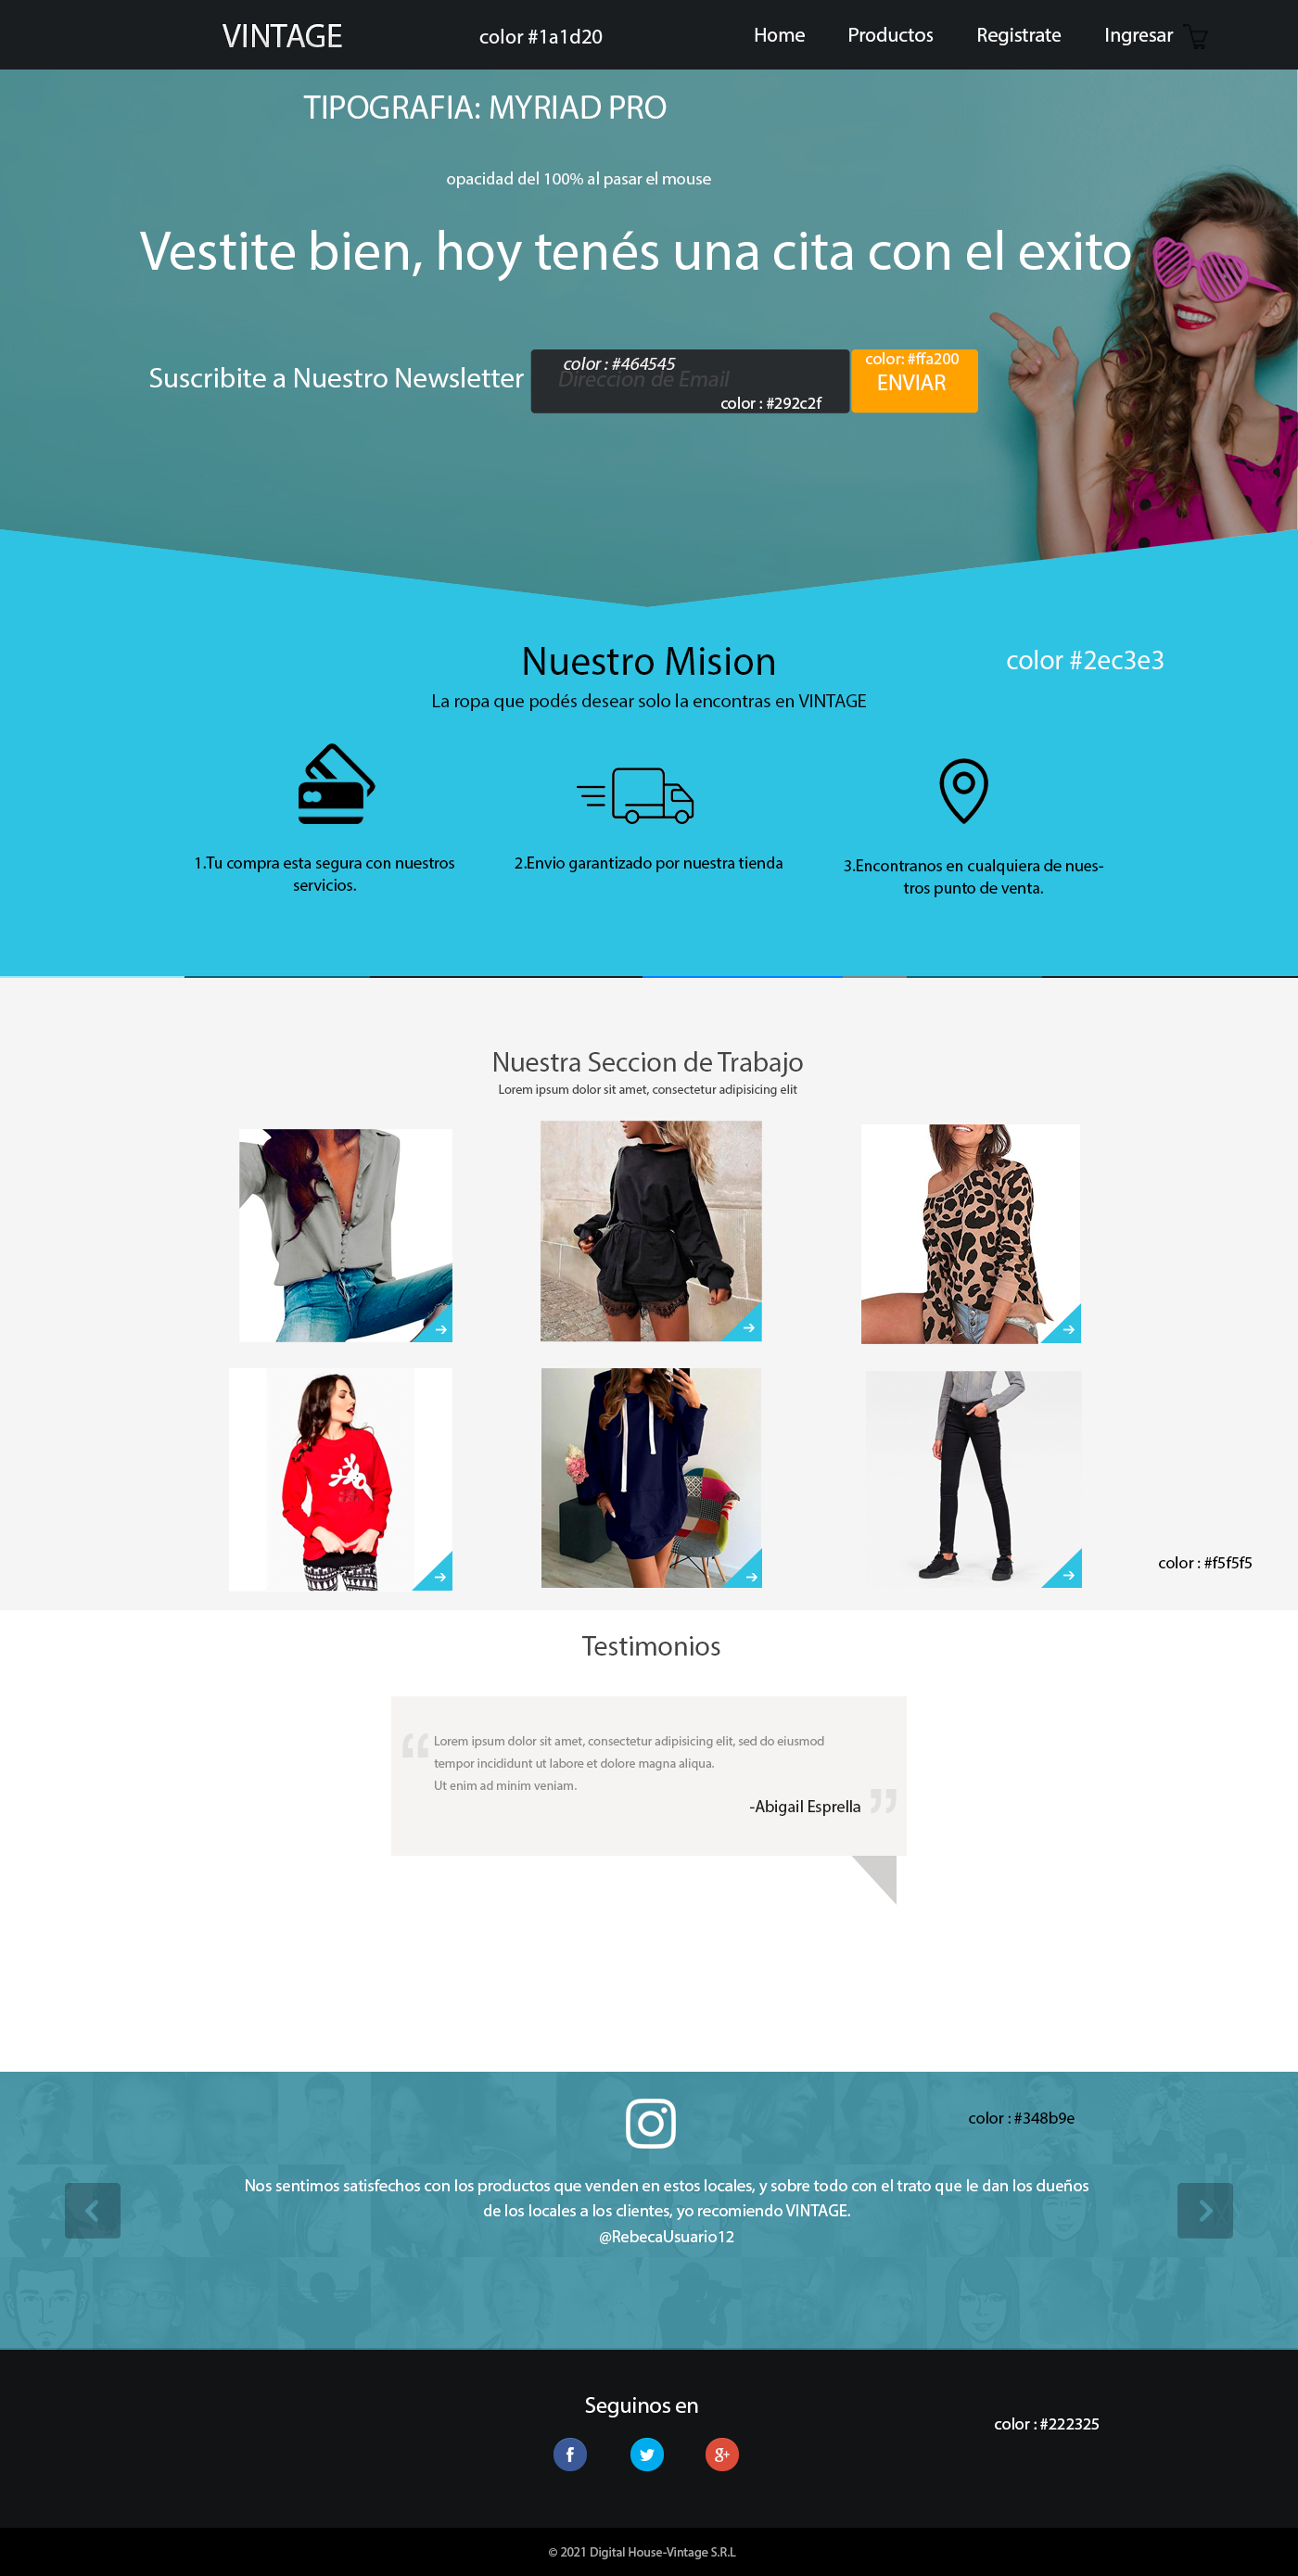 VINTAGE
color #1a1d20
Home
Productos
Registrate
Ingresar
TIPOGRAFIA: MYRIAD PRO
opacidad del 100% al pasar el mouse
Vestite bien, hoy tenés una cita con el exito
Suscribite a Nuestro Newsletter
color : #464545
Direccion de Email
color : #292c2f
color: #ffa200
ENVIAR
Nuestro Mision
color #2ec3e3
La ropa que podés desear solo la encontras en VINTAGE
1.Tu compra esta segura con nuestros
servicios.
2.Envio garantizado por nuestra tienda
3.Encontranos en cualquiera de nues-
tros punto de venta.
Nuestra Seccion de Trabajo
Lorem ipsum dolor sit amet, consectetur adipisicing elit
color : #f5f5f5
Testimonios
“
Lorem ipsum dolor sit amet, consectetur adipisicing elit, sed do eiusmod
tempor incididunt ut labore et dolore magna aliqua.
Ut enim ad minim veniam.
-Abigail Esprella
”
color : #348b9e
Nos sentimos satisfechos con los productos que venden en estos locales, y sobre todo con el trato que le dan los dueños
de los locales a los clientes, yo recomiendo VINTAGE.
@RebecaUsuario12
Seguinos en
color : #222325
f
g+
© 2021 Digital House-Vintage S.R.L